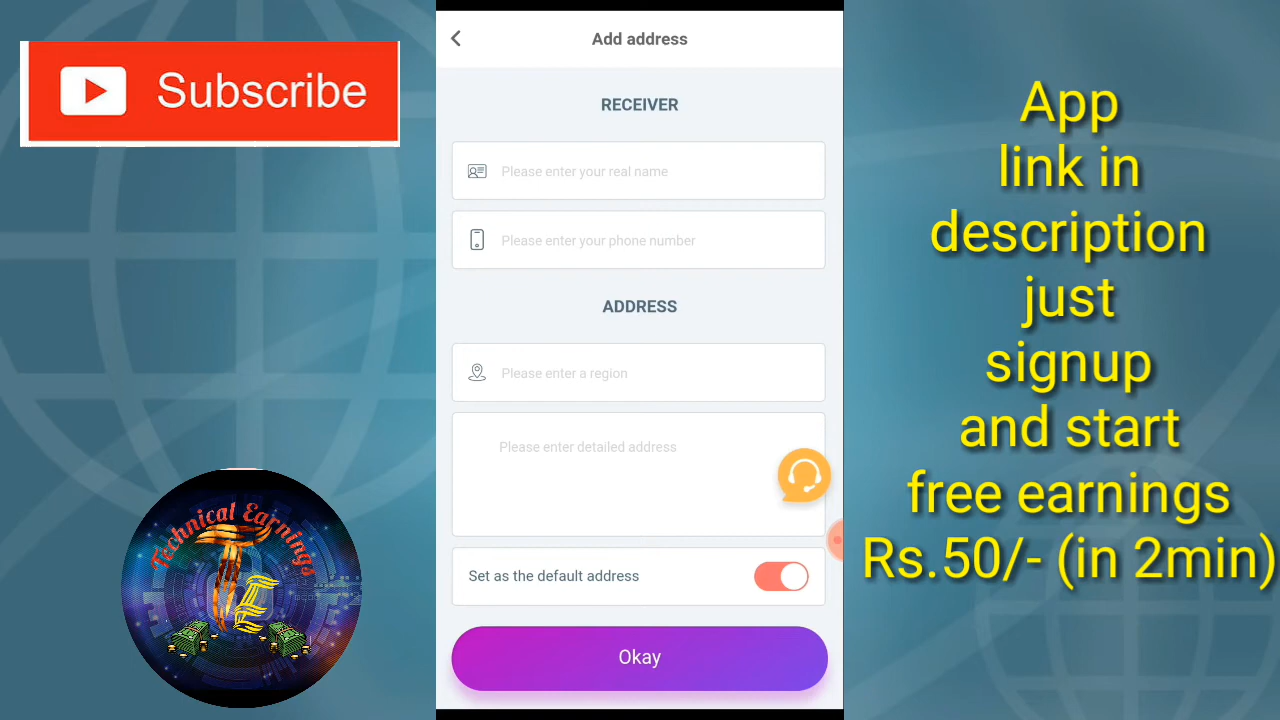 Subscribe
Technical Earnings
TE
Add address
RECEIVER
Please enter your real name
Please enter your phone number
ADDRESS
Please enter a region
Please enter detailed address
Set as the default address
Okay
App
link in
description
just
signup
and start
free earnings
Rs.50/- (in 2min)